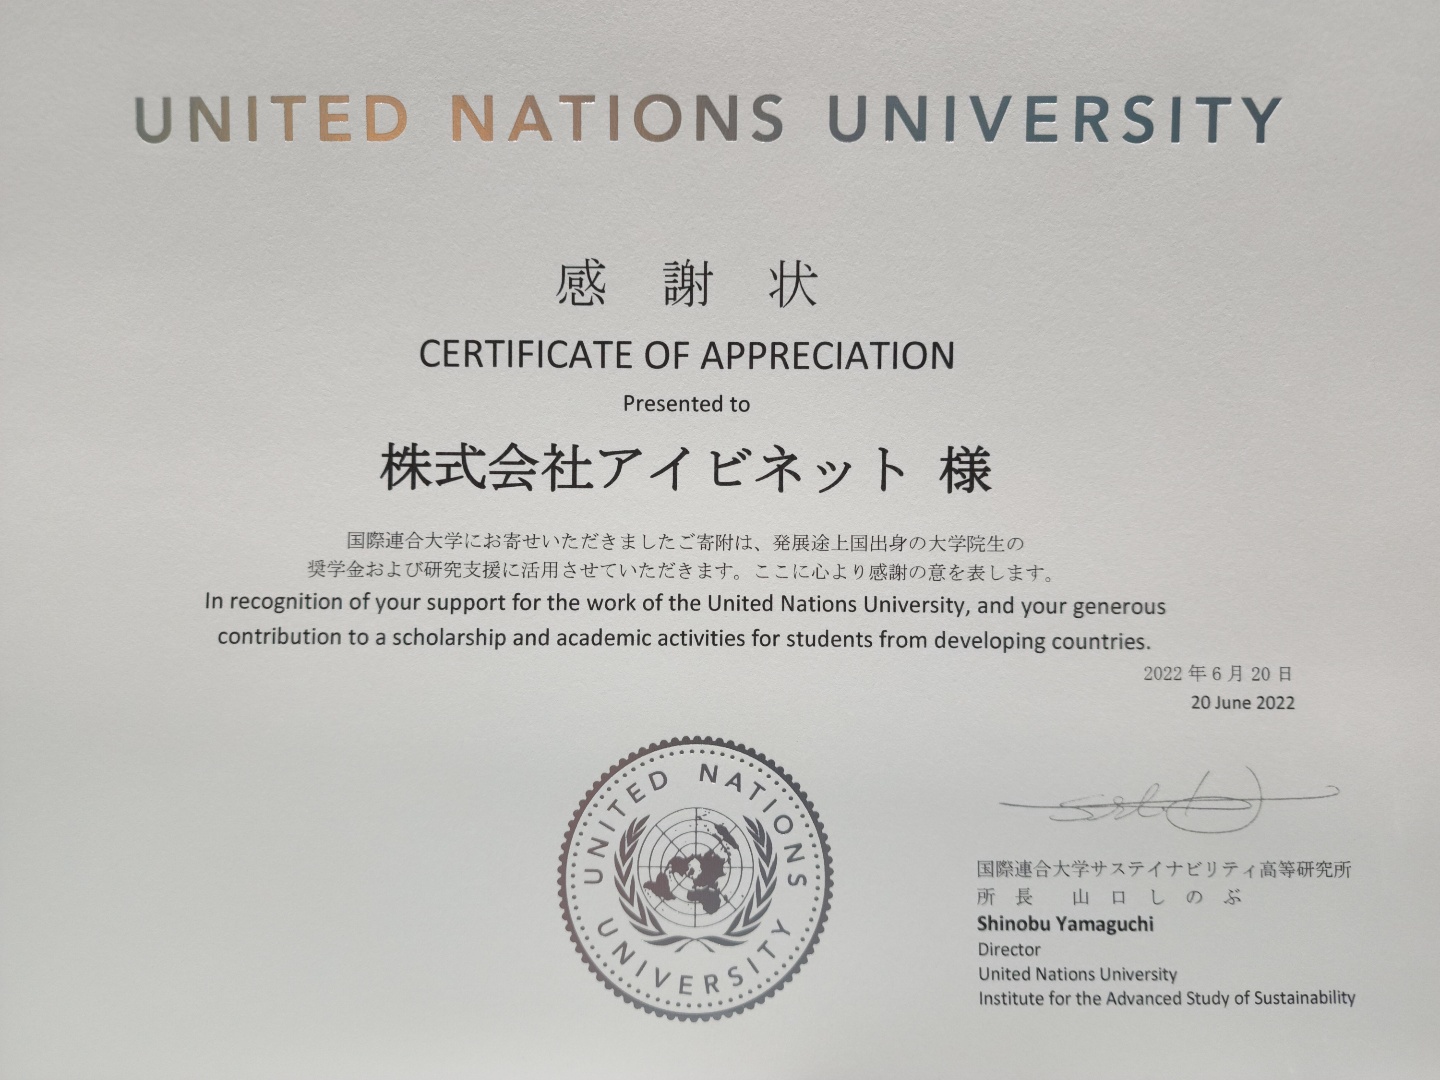 UNITED NATIONS UNIVERSITY
感 謝 状
CERTIFICATE OF APPRECIATION
Presented to
株式会社アイビネット 様
国際連合大学にお寄せいただきましたご寄附は、発展途上国出身の大学院生の
奨学金および研究支援に活用させていただきます。ここに心より感謝の意を表します。
In recognition of your support for the work of the United Nations University, and your generous
contribution to a scholarship and academic activities for students from developing countries.
2022 年 6 月 20 日
20 June 2022
UNITED NATIONS
UNIVERSITY
国際連合大学サステイナビリティ高等研究所
所 長 山 口 し の ぶ
Shinobu Yamaguchi
Director
United Nations University
Institute for the Advanced Study of Sustainability